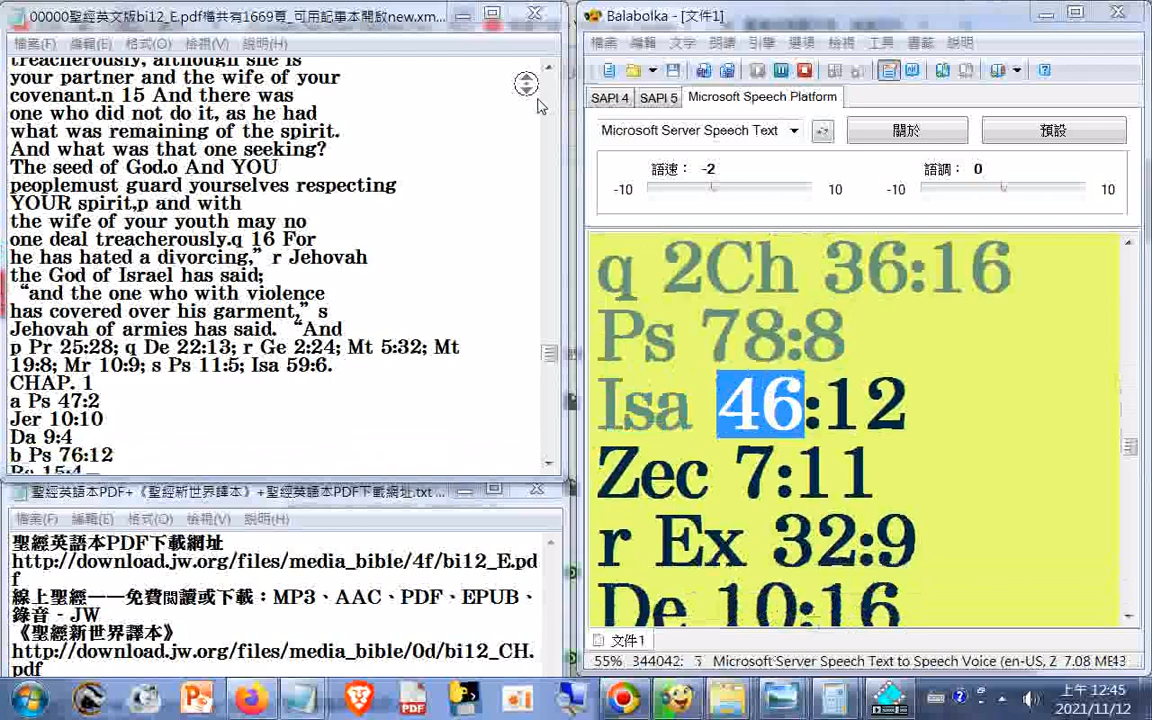 00000聖經英文版bi12_E.pdf檔共有1669頁_可用記事本開啟new.xm...
檔案(F) 編輯(E) 格式(O) 檢視(V) 說明(H)
treacherously, although she is
your partner and the wife of your
covenant.n 15 And there was
one who did not do it, as he had
what was remaining of the spirit.
And what was that one seeking?
The seed of God.o And YOU
peoplemust guard yourselves respecting
YOUR spirit,p and with
the wife of your youth may no
one deal treacherously.q 16 For
he has hated a divorcing,” r Jehovah
the God of Israel has said;
“and the one who with violence
has covered over his garment,” s
Jehovah of armies has said. “And
p Pr 25:28; q De 22:13; r Ge 2:24; Mt 5:32; Mt
19:8; Mr 10:9; s Ps 11:5; Isa 59:6.
CHAP. 1
a Ps 47:2
Jer 10:10
Da 9:4
b Ps 76:12
Ps 15:4
聖經英語本PDF+《聖經新世界譯本》+聖經英語本PDF下載網址.txt ...
檔案(F) 編輯(E) 格式(O) 檢視(V) 說明(H)
聖經英語本PDF下載網址
http://download.jw.org/files/media_bible/4f/bi12_E.pd
f
線上聖經——免費閱讀或下載：MP3、AAC、PDF、EPUB、
錄音 - JW
《聖經新世界譯本》
http://download.jw.org/files/media_bible/0d/bi12_CH.
pdf
Balabolka - [文件1]
檔案 編輯 文字 朗讀 引擎 選項 檢視 工具 書籤 說明
SAPI 4 SAPI 5 Microsoft Speech Platform
Microsoft Server Speech Text 關於 預設
語速： -2 語調： 0
-10 10 -10 10
q 2Ch 36:16
Ps 78:8
Isa 46:12
Zec 7:11
r Ex 32:9
De 10:16
文件1
55% 344042: Microsoft Server Speech Text to Speech Voice (en-US, Z 7.08 ME43
上午 12:45
2021/11/12